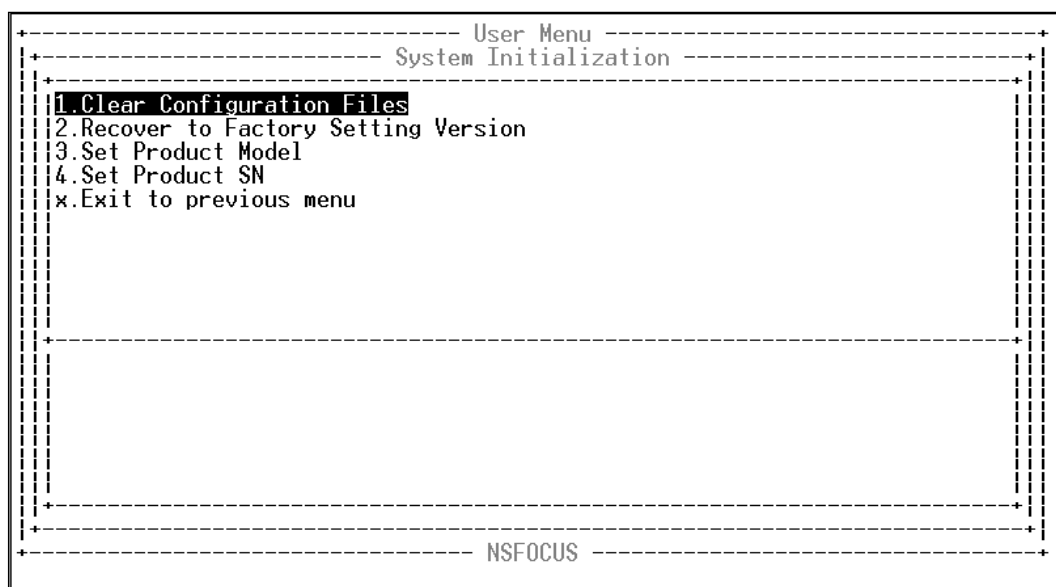 User Menu
System Initialization
1.Clear Configuration Files
2.Recover to Factory Setting Version
3.Set Product Model
4.Set Product SN
x.Exit to previous menu
NSFOCUS